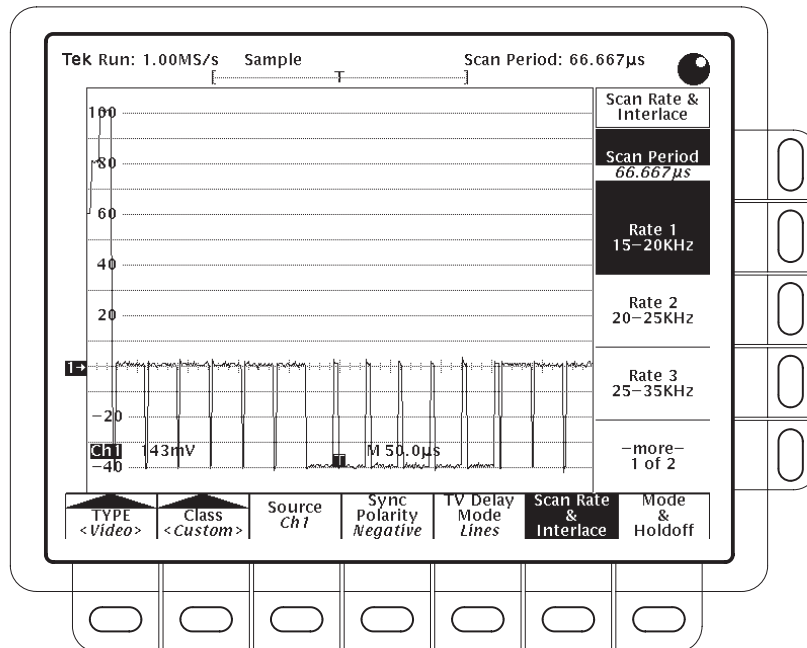 Tek Run: 1.00MS/s Sample Scan Period: 66.667µs
[ T ]
100
80
60
40
20
1→
−20
Ch1 143mV M 50.0µs
−40
T
Scan Rate &
Interlace
Scan Period
66.667µs
Rate 1
15−20KHz
Rate 2
20−25KHz
Rate 3
25−35KHz
−more−
1 of 2
TYPE
<Video>
Class
<Custom>
Source
Ch1
Sync
Polarity
Negative
TV Delay
Mode
Lines
Scan Rate
&
Interlace
Mode
&
Holdoff